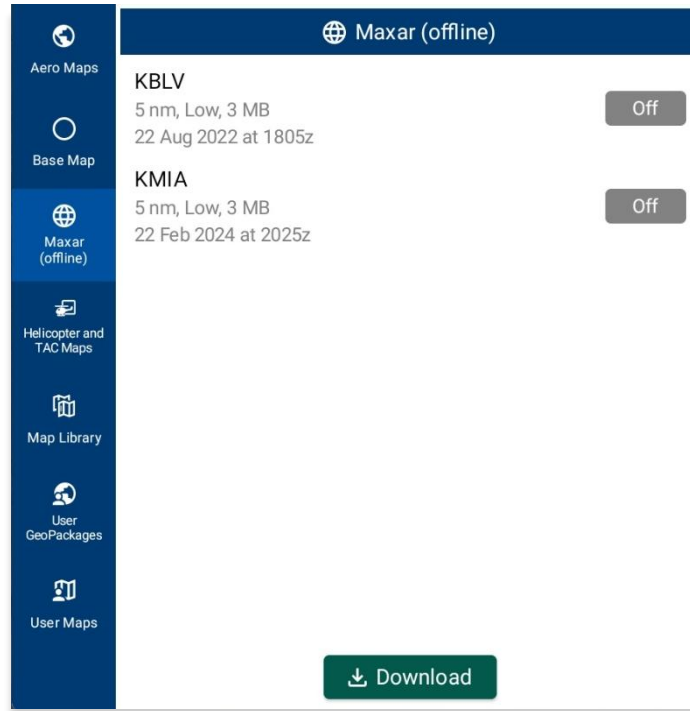 Aero Maps
Base Map
Maxar
(offline)
Helicopter and
TAC Maps
Map Library
User
GeoPackages
User Maps
Maxar (offline)
KBLV
5 nm, Low, 3 MB
22 Aug 2022 at 1805z
Off
KMIA
5 nm, Low, 3 MB
22 Feb 2024 at 2025z
Off
Download